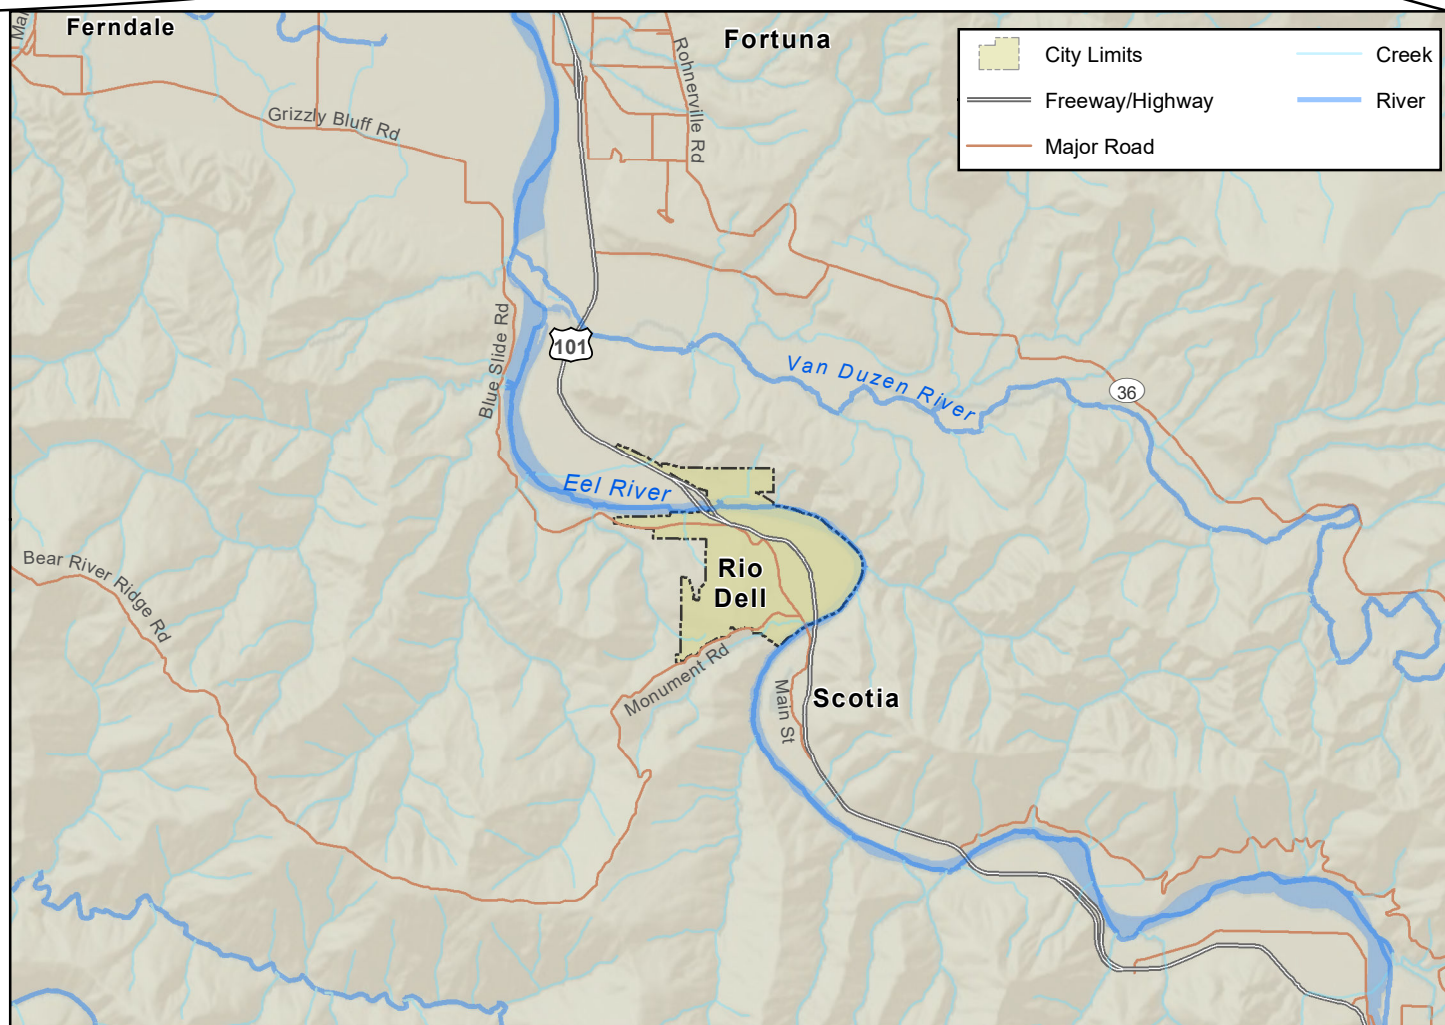 Ferndale
Fortuna
City Limits
Creek
Freeway/Highway
River
Major Road
Rohnerville Rd
Grizzly Bluff Rd
Blue Slide Rd
101
Van Duzen River
36
Eel River
Bear River Ridge Rd
Rio
Dell
Monument Rd
Main St
Scotia